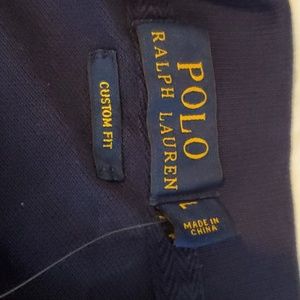 POLO
RALPH LAUREN
CUSTOM FIT
L
MADE IN
CHINA